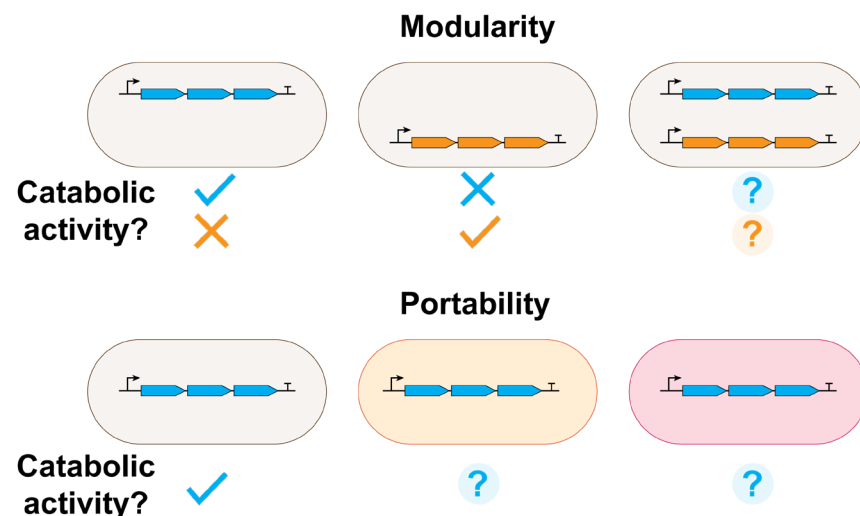 Modularity
Catabolic
activity?
?
?
Portability
Catabolic
activity?
?
?